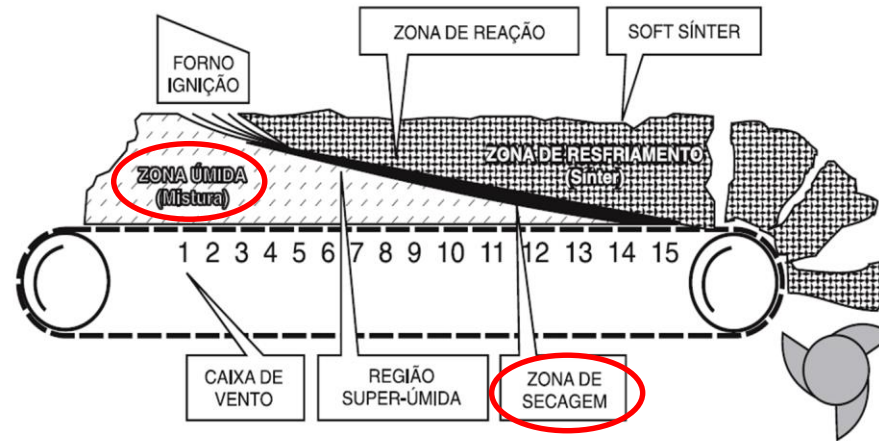 ZONA DE REAÇÃO
SOFT SÍNTER
FORNO
IGNIÇÃO
ZONA ÚMIDA
(Mistura)
ZONA DE RESFRIAMENTO
(Sinter)
1 2 3 4 5 6 7 8 9 10 11 12 13 14 15
CAIXA DE
VENTO
REGIÃO
SUPER-ÚMIDA
ZONA DE
SECAGEM